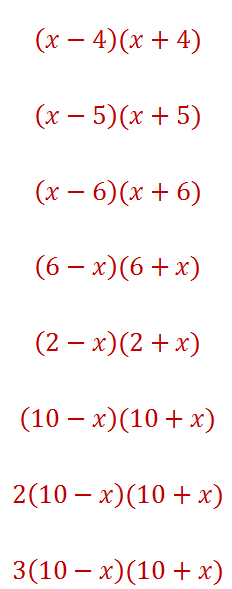 (x − 4)(x + 4)
(x − 5)(x + 5)
(x − 6)(x + 6)
(6 − x)(6 + x)
(2 − x)(2 + x)
(10 − x)(10 + x)
2(10 − x)(10 + x)
3(10 − x)(10 + x)